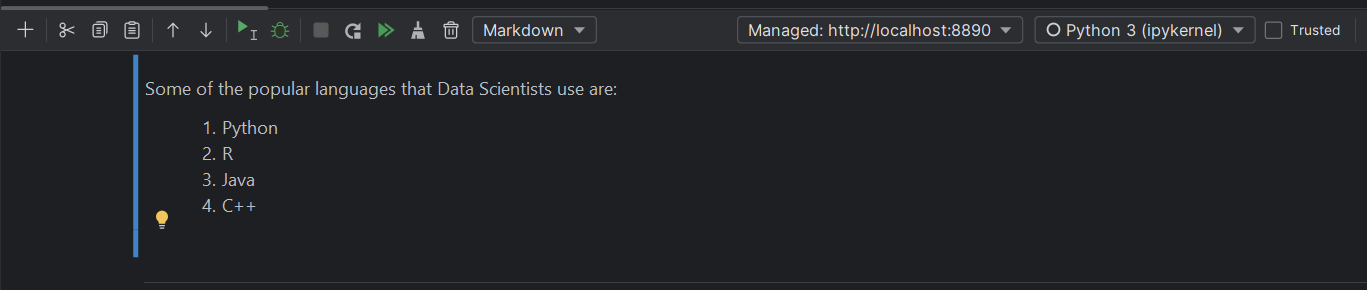 Markdown
Managed: http://localhost:8890
Python 3 (ipykernel)
Trusted
Some of the popular languages that Data Scientists use are:
1. Python
2. R
3. Java
4. C++